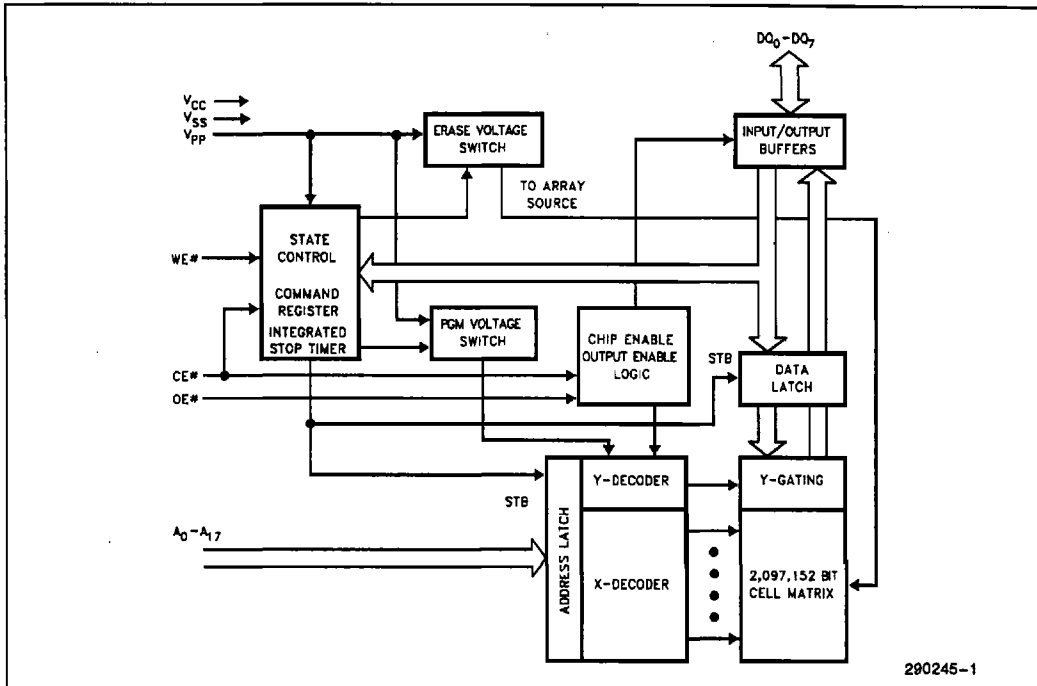 DQ0-DQ7
VCC
VSS
VPP
ERASE VOLTAGE
SWITCH
INPUT/OUTPUT
BUFFERS
TO ARRAY
SOURCE
STATE
CONTROL
COMMAND
REGISTER
INTEGRATED
STOP TIMER
WE#
PGM VOLTAGE
SWITCH
CHIP ENABLE
OUTPUT ENABLE
LOGIC
STB
DATA
LATCH
CE#
OE#
STB
ADDRESS LATCH
Y-DECODER
Y-GATING
A0-A17
X-DECODER
2,097,152 BIT
CELL MATRIX
290245-1